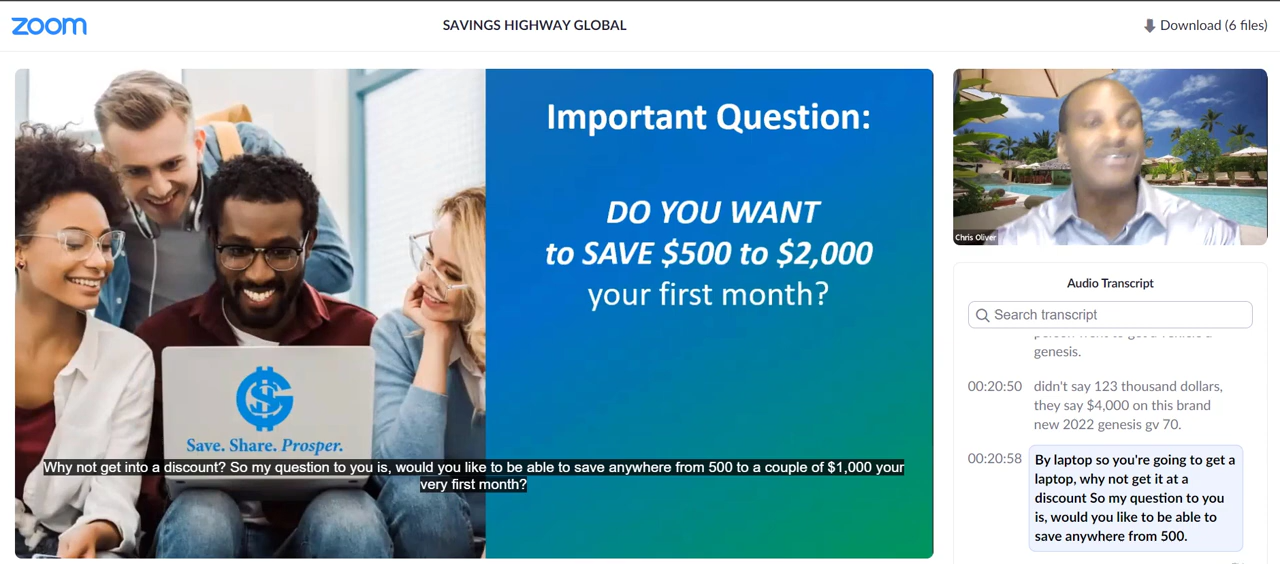 zoom
SAVINGS HIGHWAY GLOBAL
Download (6 files)
Important Question:
DO YOU WANT
to SAVE $500 to $2,000
your first month?
Save. Share. Prosper.
Why not get into a discount? So my question to you is, would you like to be able to save anywhere from 500 to a couple of $1,000 your
very first month?
Chris Oliver
Audio Transcript
Search transcript
genesis.
00:20:50
didn't say 123 thousand dollars,
they say $4,000 on this brand
new 2022 genesis gv 70.
00:20:58
By laptop so you're going to get a
laptop, why not get it at a
discount So my question to you
is, would you like to be able to
save anywhere from 500.